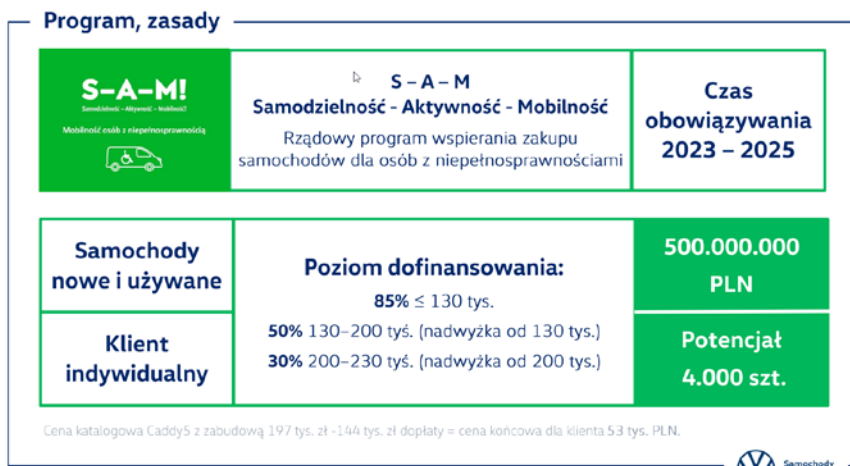 Program, zasady
S-A-M!
Samodzielność - Aktywność - Mobilność!
Mobilność osób z niepełnosprawnością
S – A – M
Samodzielność - Aktywność - Mobilność
Rządowy program wspierania zakupu
samochodów dla osób z niepełnosprawnościami
Czas
obowiązywania
2023 – 2025
Samochody
nowe i używane
Klient
indywidualny
Poziom dofinansowania:
85% ≤ 130 tys.
50% 130–200 tyś. (nadwyżka od 130 tys.)
30% 200–230 tyś. (nadwyżka od 200 tys.)
500.000.000
PLN
Potencjał
4.000 szt.
Cena katalogowa Caddy5 z zabudową 197 tys. zł -144 tys. zł dopłaty = cena końcowa dla klienta 53 tys. PLN.
Samochody